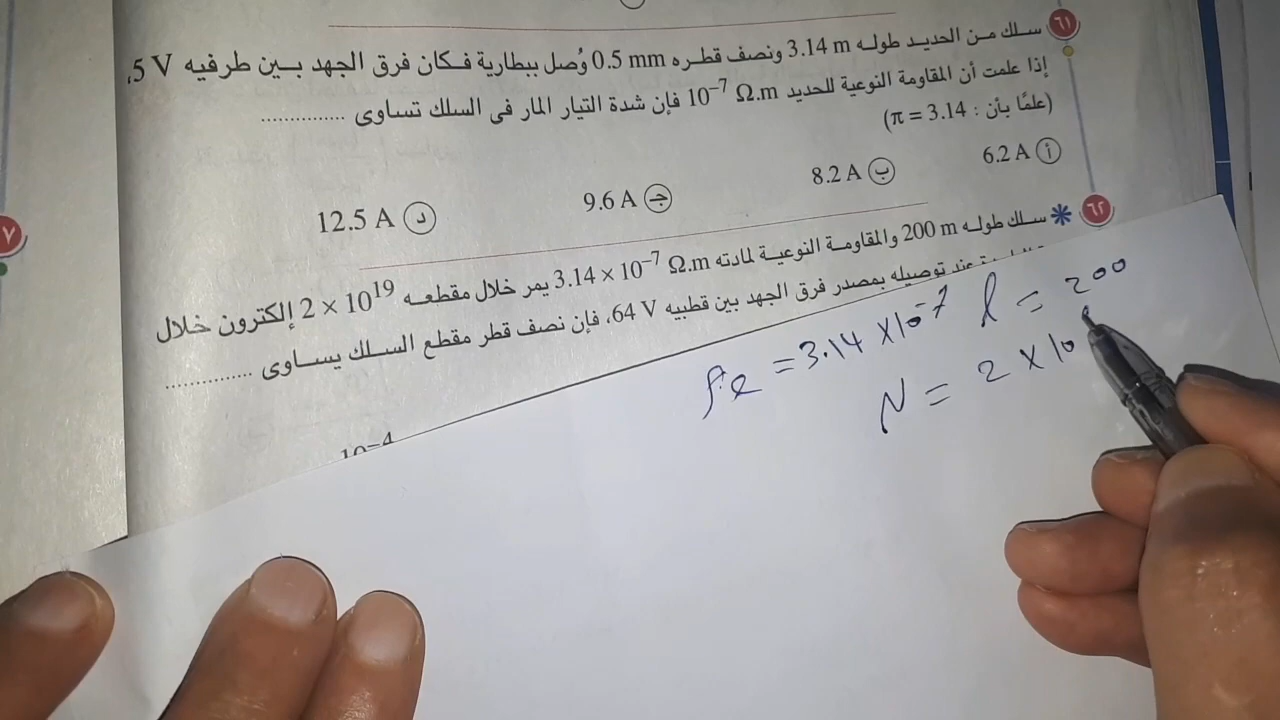 ٦١ سلك من الحديد طوله 3.14 m ونصف قطره 0.5 mm وُصل ببطارية فكان فرق الجهد بين طرفيه 5 V،
إذا علمت أن المقاومة النوعية للحديد 10⁻⁷ Ω.m فإن شدة التيار المار فى السلك تساوى ...............
(علمًا بأن : π = 3.14)
أ 6.2 A ب 8.2 A ج 9.6 A د 12.5 A
٦٢ * سلك طوله 200 m والمقاومة النوعية لمادته 3.14 × 10⁻⁷ Ω.m يمر خلال مقطعه 2 × 10¹⁹ إلكترون خلال
عند توصيله بمصدر فرق الجهد بين قطبيه 64 V، فإن نصف قطر مقطع السلك يساوى ...............
10⁻⁴
ρe = 3.14 × 10⁻⁷ l = 200
N = 2 × 10
٧